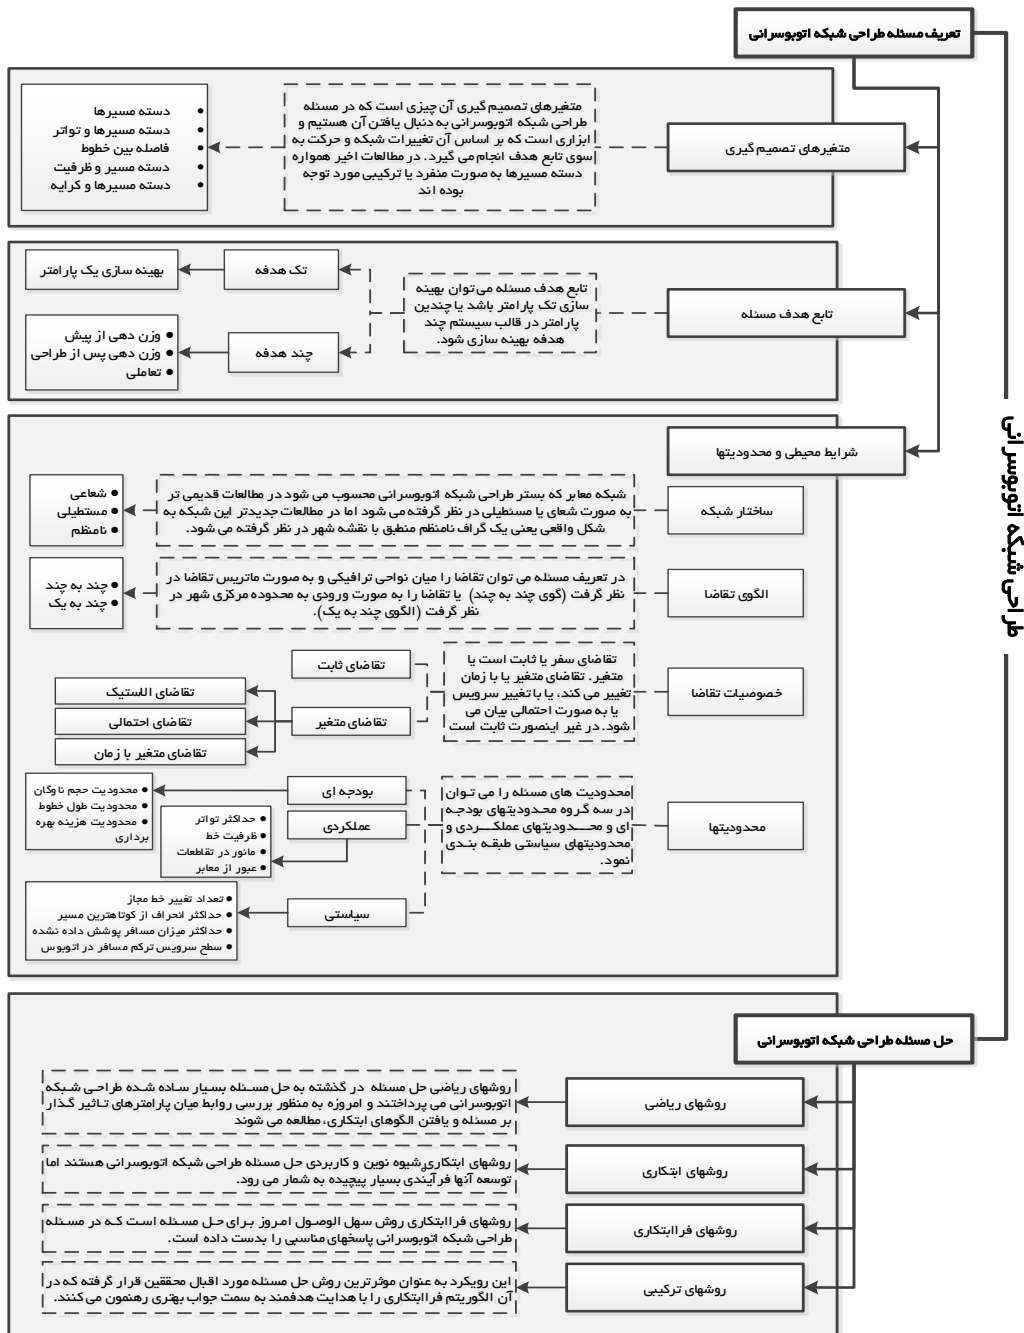 طراحی شبکه اتوبوسرانی
تعریف مسئله طراحی شبکه اتوبوسرانی
متغیرهای تصمیم گیری
متغیرهای تصمیم گیری آن چیزی است که در مسئله
طراحی شبکه اتوبوسرانی به دنبال یافتن آن هستیم و
ابزاری است که بر اساس آن تغییرات شبکه و حرکت به
سوی تابع هدف انجام می گیرد. در مطالعات اخیر همواره
دسته مسیرها به صورت منفرد یا ترکیبی مورد توجه
بوده اند
● دسته مسیرها
● دسته مسیرها و تواتر
● فاصله بین خطوط
● دسته مسیر و ظرفیت
● دسته مسیرها و کرایه
تابع هدف مسئله
تابع هدف مسئله می توان بهینه
سازی تک پارامتر باشد یا چندین
پارامتر در قالب سیستم چند
هدفه بهینه سازی شود.
تک هدفه
بهینه سازی یک پارامتر
چند هدفه
● وزن دهی از پیش
● وزن دهی پس از طراحی
● تعاملی
شرایط محیطی و محدودیتها
ساختار شبکه
شبکه معابر که بستر طراحی شبکه اتوبوسرانی محسوب می شود در مطالعات قدیمی تر
به صورت شعای یا مسئطیلی در نظر گرفته می شود اما در مطالعات جدیدتر این شبکه به
شکل واقعی یعنی یک گراف نامنظم منطبق با نقشه شهر در نظر گرفته می شود.
● شعاعی
● مستطیلی
● نامنظم
الگوی تقاضا
در تعریف مسئله می توان تقاضا را میان نواحی ترافیکی و به صورت ماتریس تقاضا در
نظر گرفت (گوی چند به چند) یا تقاضا را به صورت ورودی به محدوده مرکزی شهر در
نظر گرفت (الگوی چند به یک).
● چند به چند
● چند به یک
خصوصیات تقاضا
تقاضای سفر یا ثابت است یا
متغیر. تقاضای متغیر یا با زمان
تغییر می کند، یا با تغییر سرویس
یا به صورت احتمالی بیان می
شود. در غیر اینصورت ثابت است
تقاضای ثابت
تقاضای متغیر
تقاضای الاستیک
تقاضای احتمالی
تقاضای متغیر با زمان
محدودیتها
محدودیت های مسئله را می توان
در سه گروه محدودیتهای بودجه
ای و محدودیتهای عملکردی و
محدودیتهای سیاستی طبقه بندی
نمود.
بودجه ای
● محدودیت حجم ناوگان
● محدودیت طول خطوط
● محدودیت هزینه بهره
برداری
عملکردی
● حداکثر تواتر
● ظرفیت خط
● مانور در تقاطعات
● عبور از معابر
سیاستی
● تعداد تغییر خط مجاز
● حداکثر انحراف از کوتاهترین مسیر
● حداکثر میزان مسافر پوشش داده نشده
● سطح سرویس ترکم مسافر در اتوبوس
حل مسئله طراحی شبکه اتوبوسرانی
روشهای ریاضی
روشهای ریاضی حل مسئله در گذشته به حل مسئله بسیار ساده شده طراحی شبکه
اتوبوسرانی می پرداختند و امروزه به منظور بررسی روابط میان پارامترهای تاثیر گذار
بر مسئله و یافتن الگوهای ابتکاری، مطالعه می شوند
روشهای ابتکاری
روشهای ابتکاری شیوه نوین و کاربردی حل مسئله طراحی شبکه اتوبوسرانی هستند اما
توسعه آنها فرآیندی بسیار پیچیده به شمار می رود.
روشهای فراابتکاری
روشهای فراابتکاری روش سهل الوصول امروز برای حل مسئله است که در مسئله
طراحی شبکه اتوبوسرانی پاسخهای مناسبی را بدست داده است.
روشهای ترکیبی
این رویکرد به عنوان موثرترین روش حل مسئله مورد اقبال محققین قرار گرفته که در
آن الگوریتم فراابتکاری را با هدایت هدفمند به سمت جواب بهتری رهنمون می کنند.